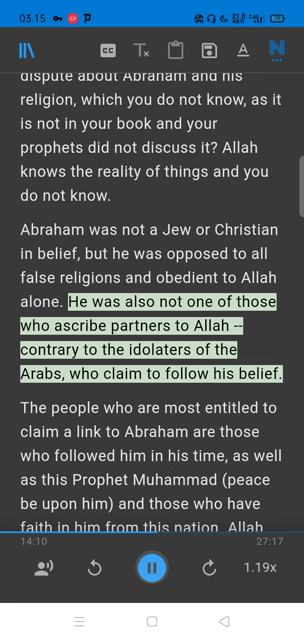 03.15
21.0
KB/s
70
CC
N
dispute about Abraham and his
religion, which you do not know, as it
is not in your book and your
prophets did not discuss it? Allah
knows the reality of things and you
do not know.
Abraham was not a Jew or Christian
in belief, but he was opposed to all
false religions and obedient to Allah
alone. He was also not one of those
who ascribe partners to Allah --
contrary to the idolaters of the
Arabs, who claim to follow his belief.
The people who are most entitled to
claim a link to Abraham are those
who followed him in his time, as well
as this Prophet Muhammad (peace
be upon him) and those who have
faith in him from this nation. Allah
14:10
27:17
1.19x